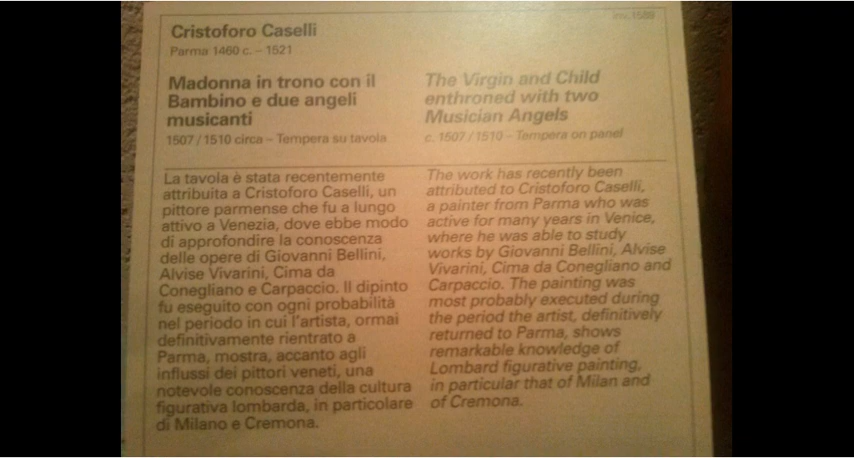 inv. 1589
Cristoforo Caselli
Parma 1460 c. – 1521
Madonna in trono con il
Bambino e due angeli
musicanti
1507 / 1510 circa – Tempera su tavola
La tavola è stata recentemente
attribuita a Cristoforo Caselli, un
pittore parmense che fu a lungo
attivo a Venezia, dove ebbe modo
di approfondire la conoscenza
delle opere di Giovanni Bellini,
Alvise Vivarini, Cima da
Conegliano e Carpaccio. Il dipinto
fu eseguito con ogni probabilità
nel periodo in cui l'artista, ormai
definitivamente rientrato a
Parma, mostra, accanto agli
influssi dei pittori veneti, una
notevole conoscenza della cultura
figurativa lombarda, in particolare
di Milano e Cremona.
The Virgin and Child
enthroned with two
Musician Angels
c. 1507 / 1510 – Tempera on panel
The work has recently been
attributed to Cristoforo Caselli,
a painter from Parma who was
active for many years in Venice,
where he was able to study
works by Giovanni Bellini, Alvise
Vivarini, Cima da Conegliano and
Carpaccio. The painting was
most probably executed during
the period the artist, definitively
returned to Parma, shows
remarkable knowledge of
Lombard figurative painting,
in particular that of Milan and
of Cremona.